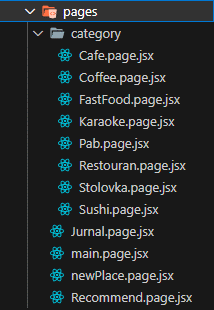 pages
category
Cafe.page.jsx
Coffee.page.jsx
FastFood.page.jsx
Karaoke.page.jsx
Pab.page.jsx
Restouran.page.jsx
Stolovka.page.jsx
Sushi.page.jsx
Jurnal.page.jsx
main.page.jsx
newPlace.page.jsx
Recommend.page.jsx